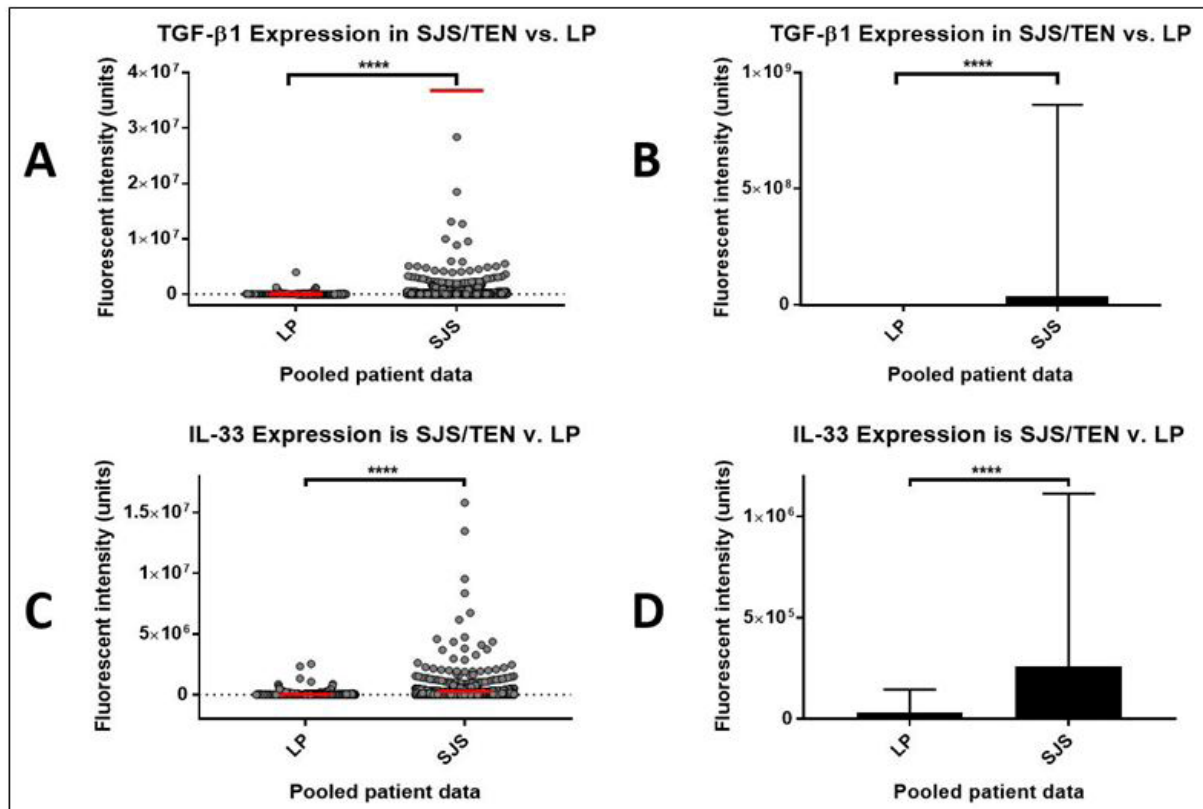 TGF-β1 Expression in SJS/TEN vs. LP
A
Fluorescent intensity (units)
4×10⁷
3×10⁷
2×10⁷
1×10⁷
0
****
LP
SJS
Pooled patient data
TGF-β1 Expression in SJS/TEN vs. LP
B
Fluorescent intensity (units)
1×10⁹
5×10⁸
0
****
LP
SJS
Pooled patient data
IL-33 Expression is SJS/TEN v. LP
C
Fluorescent intensity (units)
1.5×10⁷
1×10⁷
5×10⁶
0
****
LP
SJS
Pooled patient data
IL-33 Expression is SJS/TEN v. LP
D
Fluorescent intensity (units)
1×10⁶
5×10⁵
0
****
LP
SJS
Pooled patient data